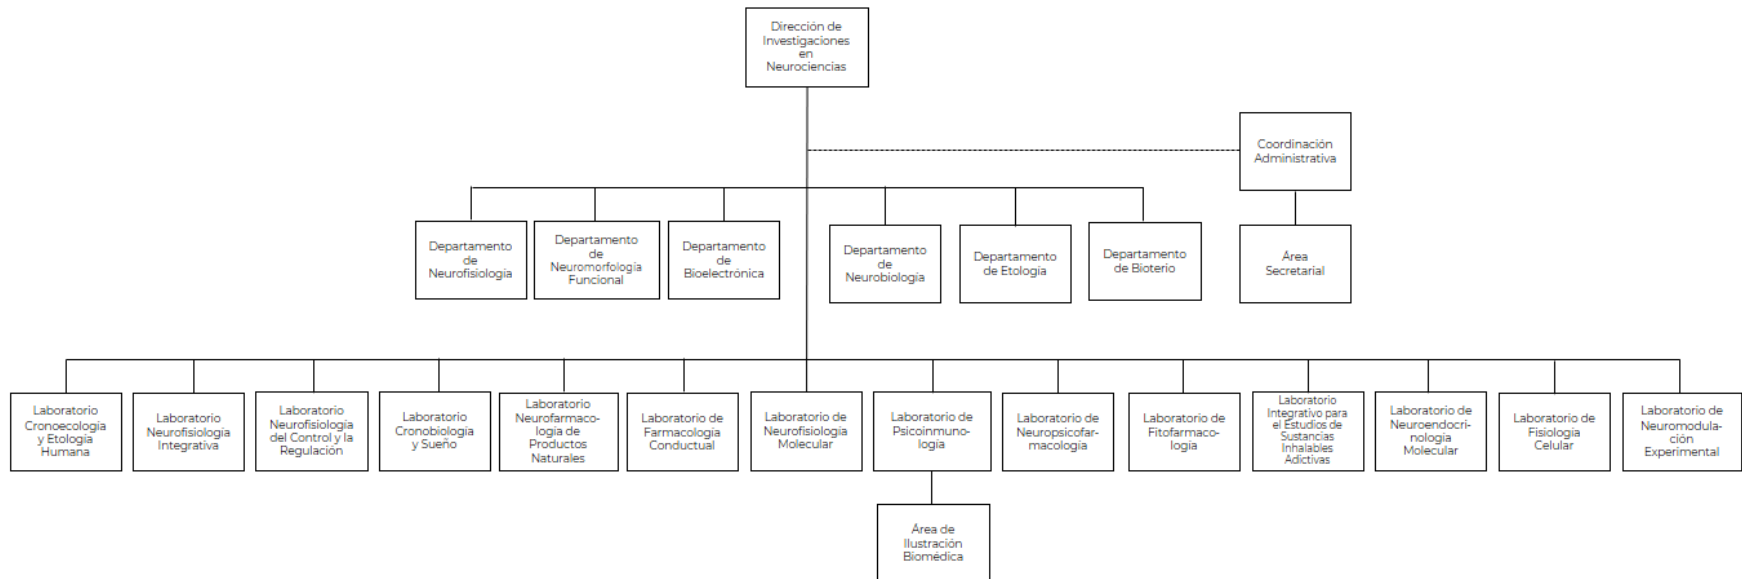 Dirección de
Investigaciones
en
Neurociencias
Coordinación
Administrativa
Departamento
de
Neurofisiología
Departamento
de
Neuromorfología
Funcional
Departamento
de
Bioelectrónica
Departamento
de
Neurobiología
Departamento
de Etología
Departamento
de Bioterio
Área
Secretarial
Laboratorio
Cronoecología
y Etología
Humana
Laboratorio
Neurofisiología
Integrativa
Laboratorio
Neurofisiología
del Control y la
Regulación
Laboratorio
Cronobiología
y Sueño
Laboratorio
Neurofarmaco-
logía de
Productos
Naturales
Laboratorio de
Farmacología
Conductual
Laboratorio de
Neurofisiología
Molecular
Laboratorio de
Psicoinmuno-
logía
Laboratorio de
Neuropsicofar-
macología
Laboratorio de
Fitofarmaco-
logía
Laboratorio
Integrativo para
el Estudios de
Sustancias
Inhalables
Adictivas
Laboratorio de
Neuroendocri-
nología
Molecular
Laboratorio de
Fisiología
Celular
Laboratorio de
Neuromodula-
ción
Experimental
Área de
Ilustración
Biomédica